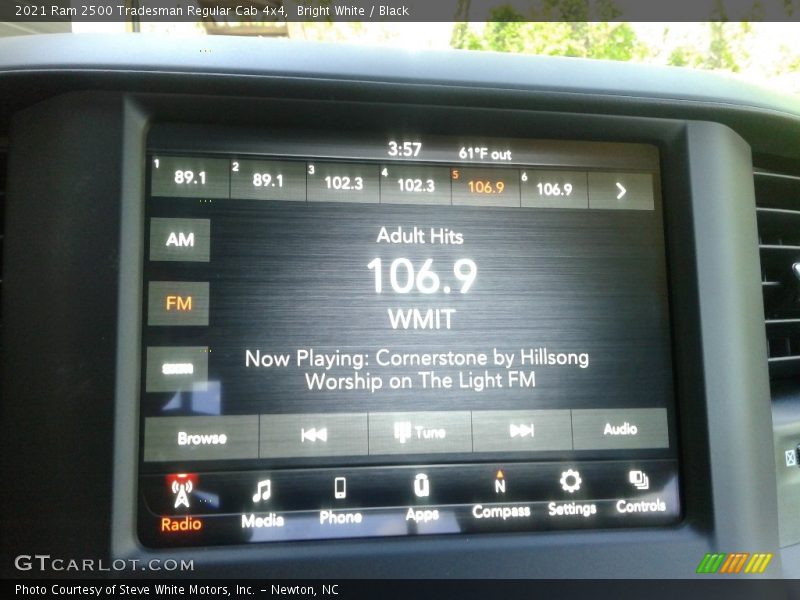 2021 Ram 2500 Tradesman Regular Cab 4x4, Bright White / Black
3:57 61°F out
1 89.1 2 89.1 3 102.3 4 102.3 5 106.9 6 106.9 >
AM
Adult Hits
106.9
FM
WMIT
Now Playing: Cornerstone by Hillsong
Worship on The Light FM
Browse Tune Audio
N
Radio Media Phone Apps Compass Settings Controls
GTCARLOT.COM
Photo Courtesy of Steve White Motors, Inc. – Newton, NC